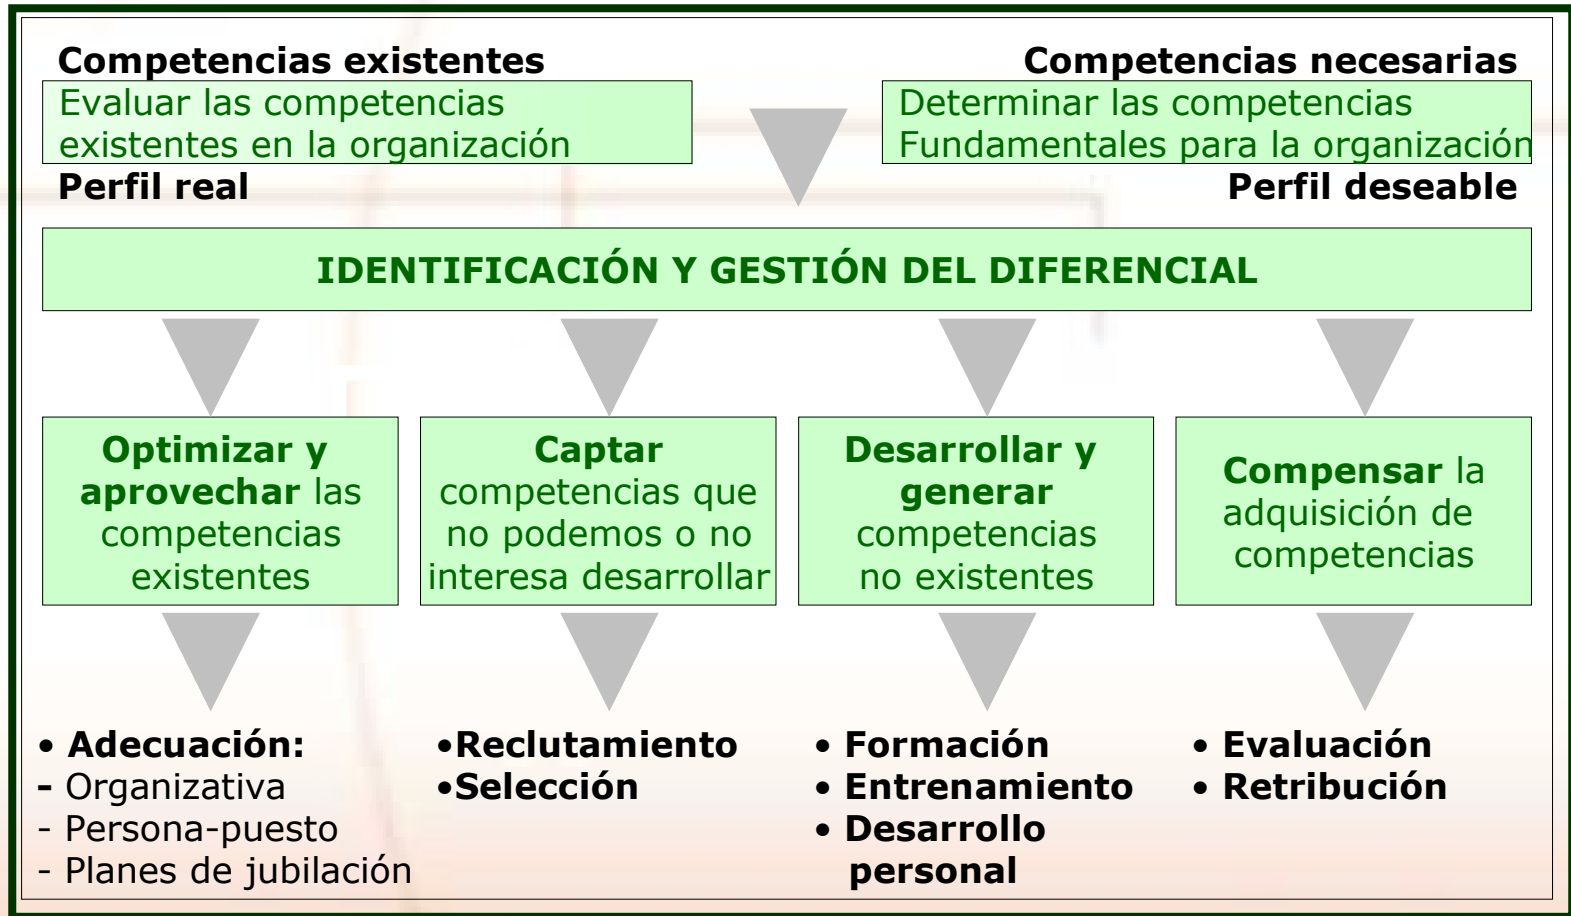 Competencias existentes
Evaluar las competencias
existentes en la organización
Perfil real
Competencias necesarias
Determinar las competencias
Fundamentales para la organización
Perfil deseable
IDENTIFICACIÓN Y GESTIÓN DEL DIFERENCIAL
Optimizar y
aprovechar las
competencias
existentes
Captar
competencias que
no podemos o no
interesa desarrollar
Desarrollar y
generar
competencias
no existentes
Compensar la
adquisición de
competencias
• Adecuación:
- Organizativa
- Persona-puesto
- Planes de jubilación
•Reclutamiento
•Selección
• Formación
• Entrenamiento
• Desarrollo
personal
• Evaluación
• Retribución